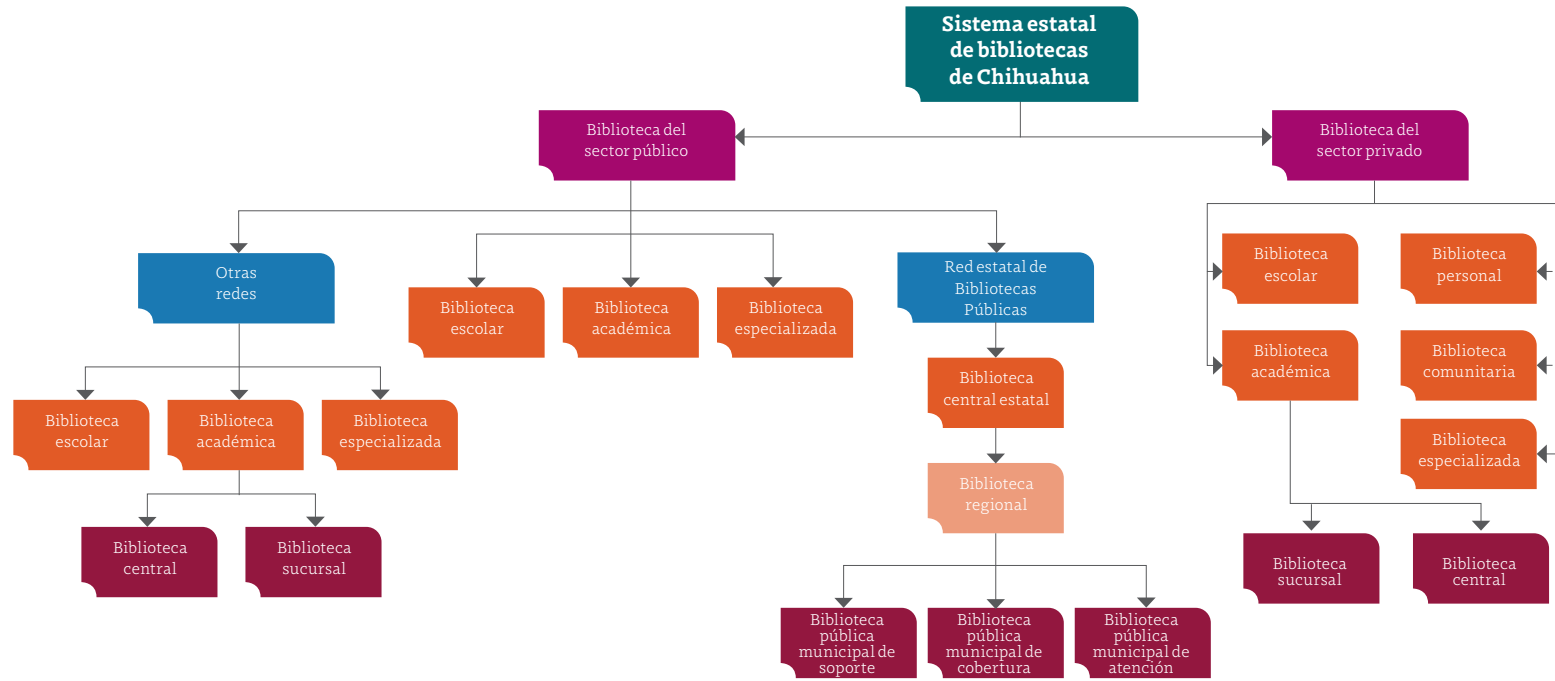 Sistema estatal
de bibliotecas
de Chihuahua
Biblioteca del
sector público
Biblioteca del
sector privado
Otras
redes
Biblioteca
escolar
Biblioteca
académica
Biblioteca
especializada
Red estatal de
Bibliotecas
Públicas
Biblioteca
escolar
Biblioteca
personal
Biblioteca
académica
Biblioteca
comunitaria
Biblioteca
especializada
Biblioteca
escolar
Biblioteca
académica
Biblioteca
especializada
Biblioteca
central estatal
Biblioteca
regional
Biblioteca
central
Biblioteca
sucursal
Biblioteca
sucursal
Biblioteca
central
Biblioteca
pública
municipal de
soporte
Biblioteca
pública
municipal de
cobertura
Biblioteca
pública
municipal de
atención